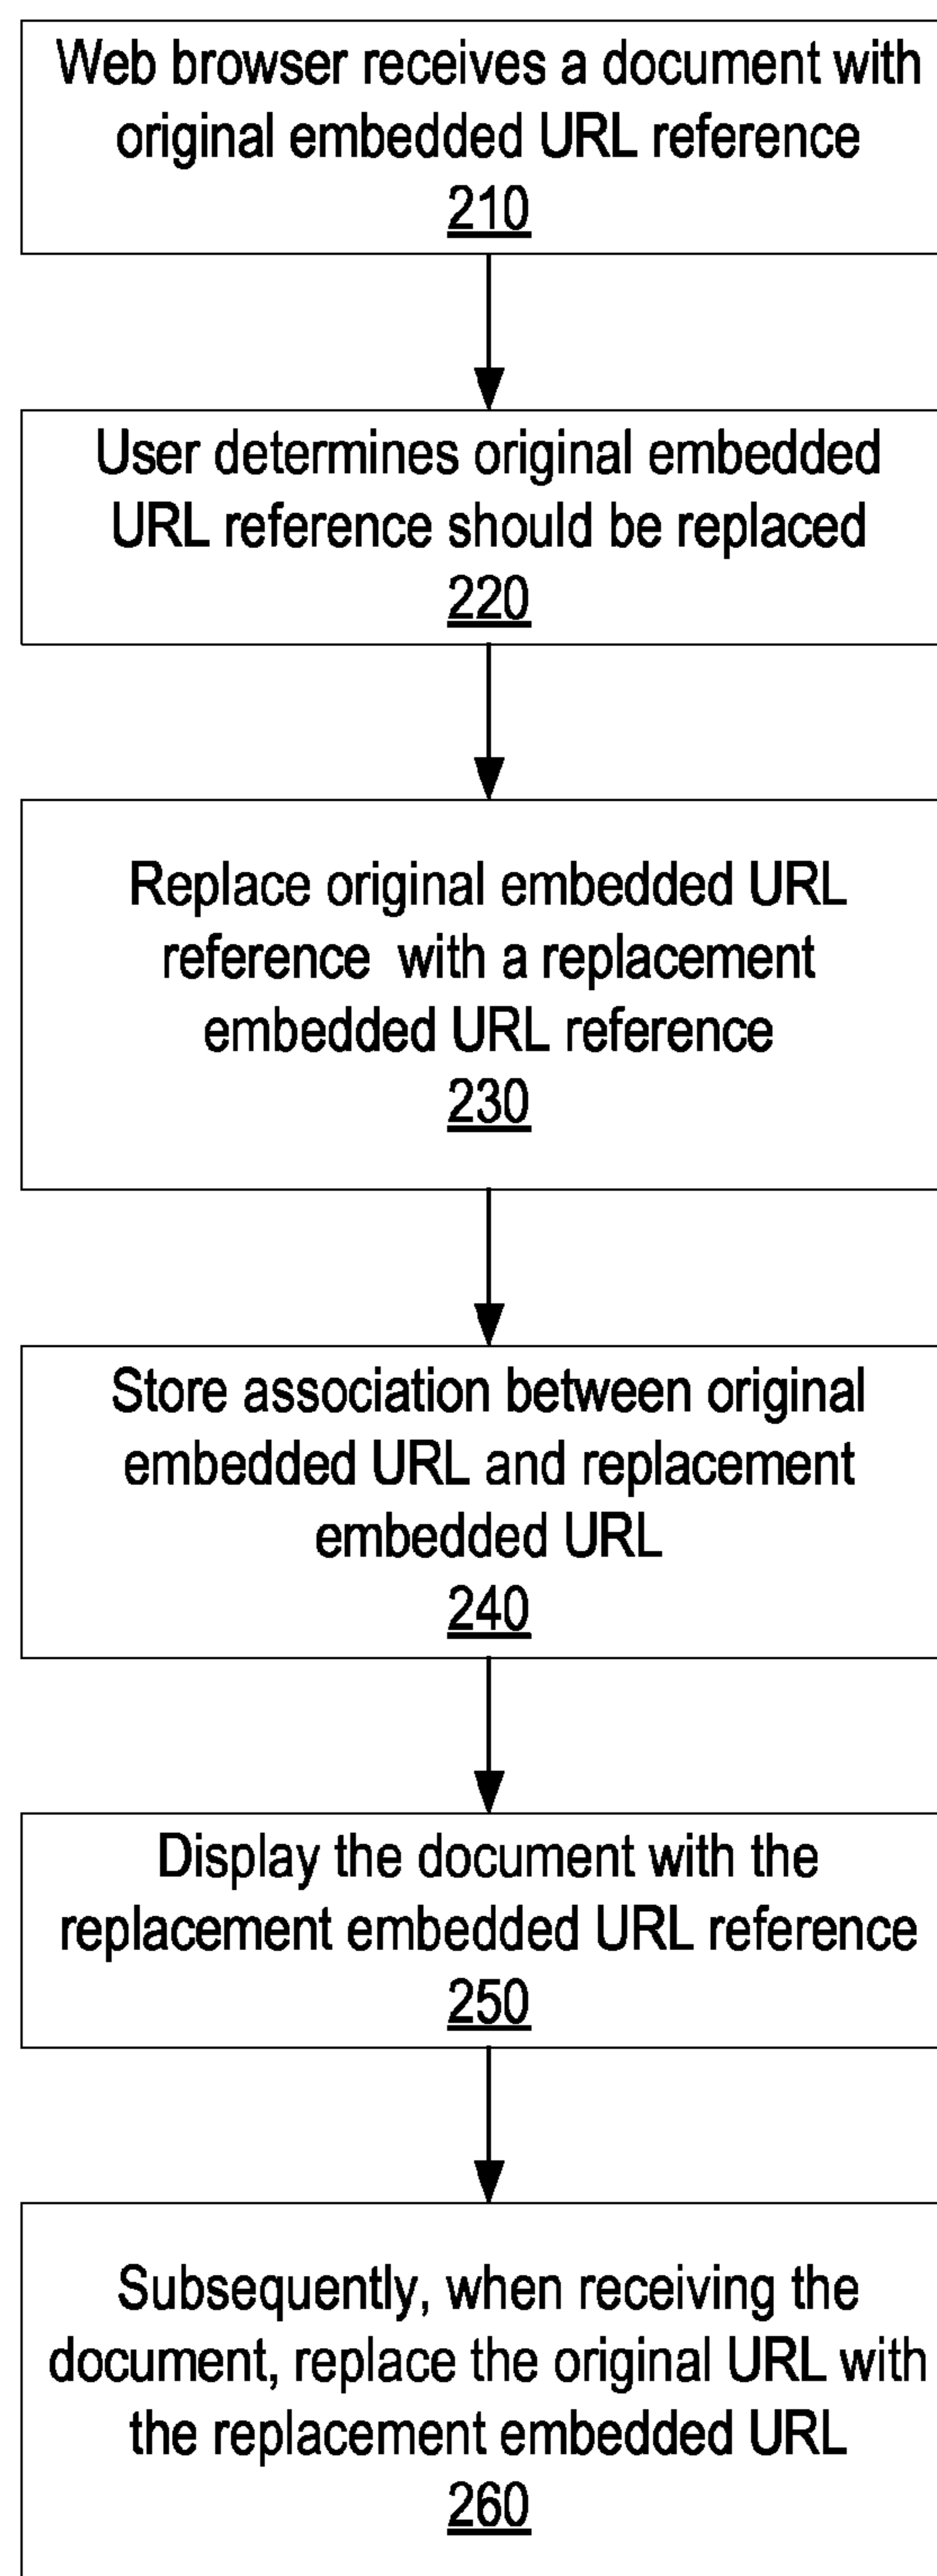 Web browser receives a document with
original embedded URL reference
210
User determines original embedded
URL reference should be replaced
220
Replace original embedded URL
reference with a replacement
embedded URL reference
230
Store association between original
embedded URL and replacement
embedded URL
240
Display the document with the
replacement embedded URL reference
250
Subsequently, when receiving the
document, replace the original URL with
the replacement embedded URL
260